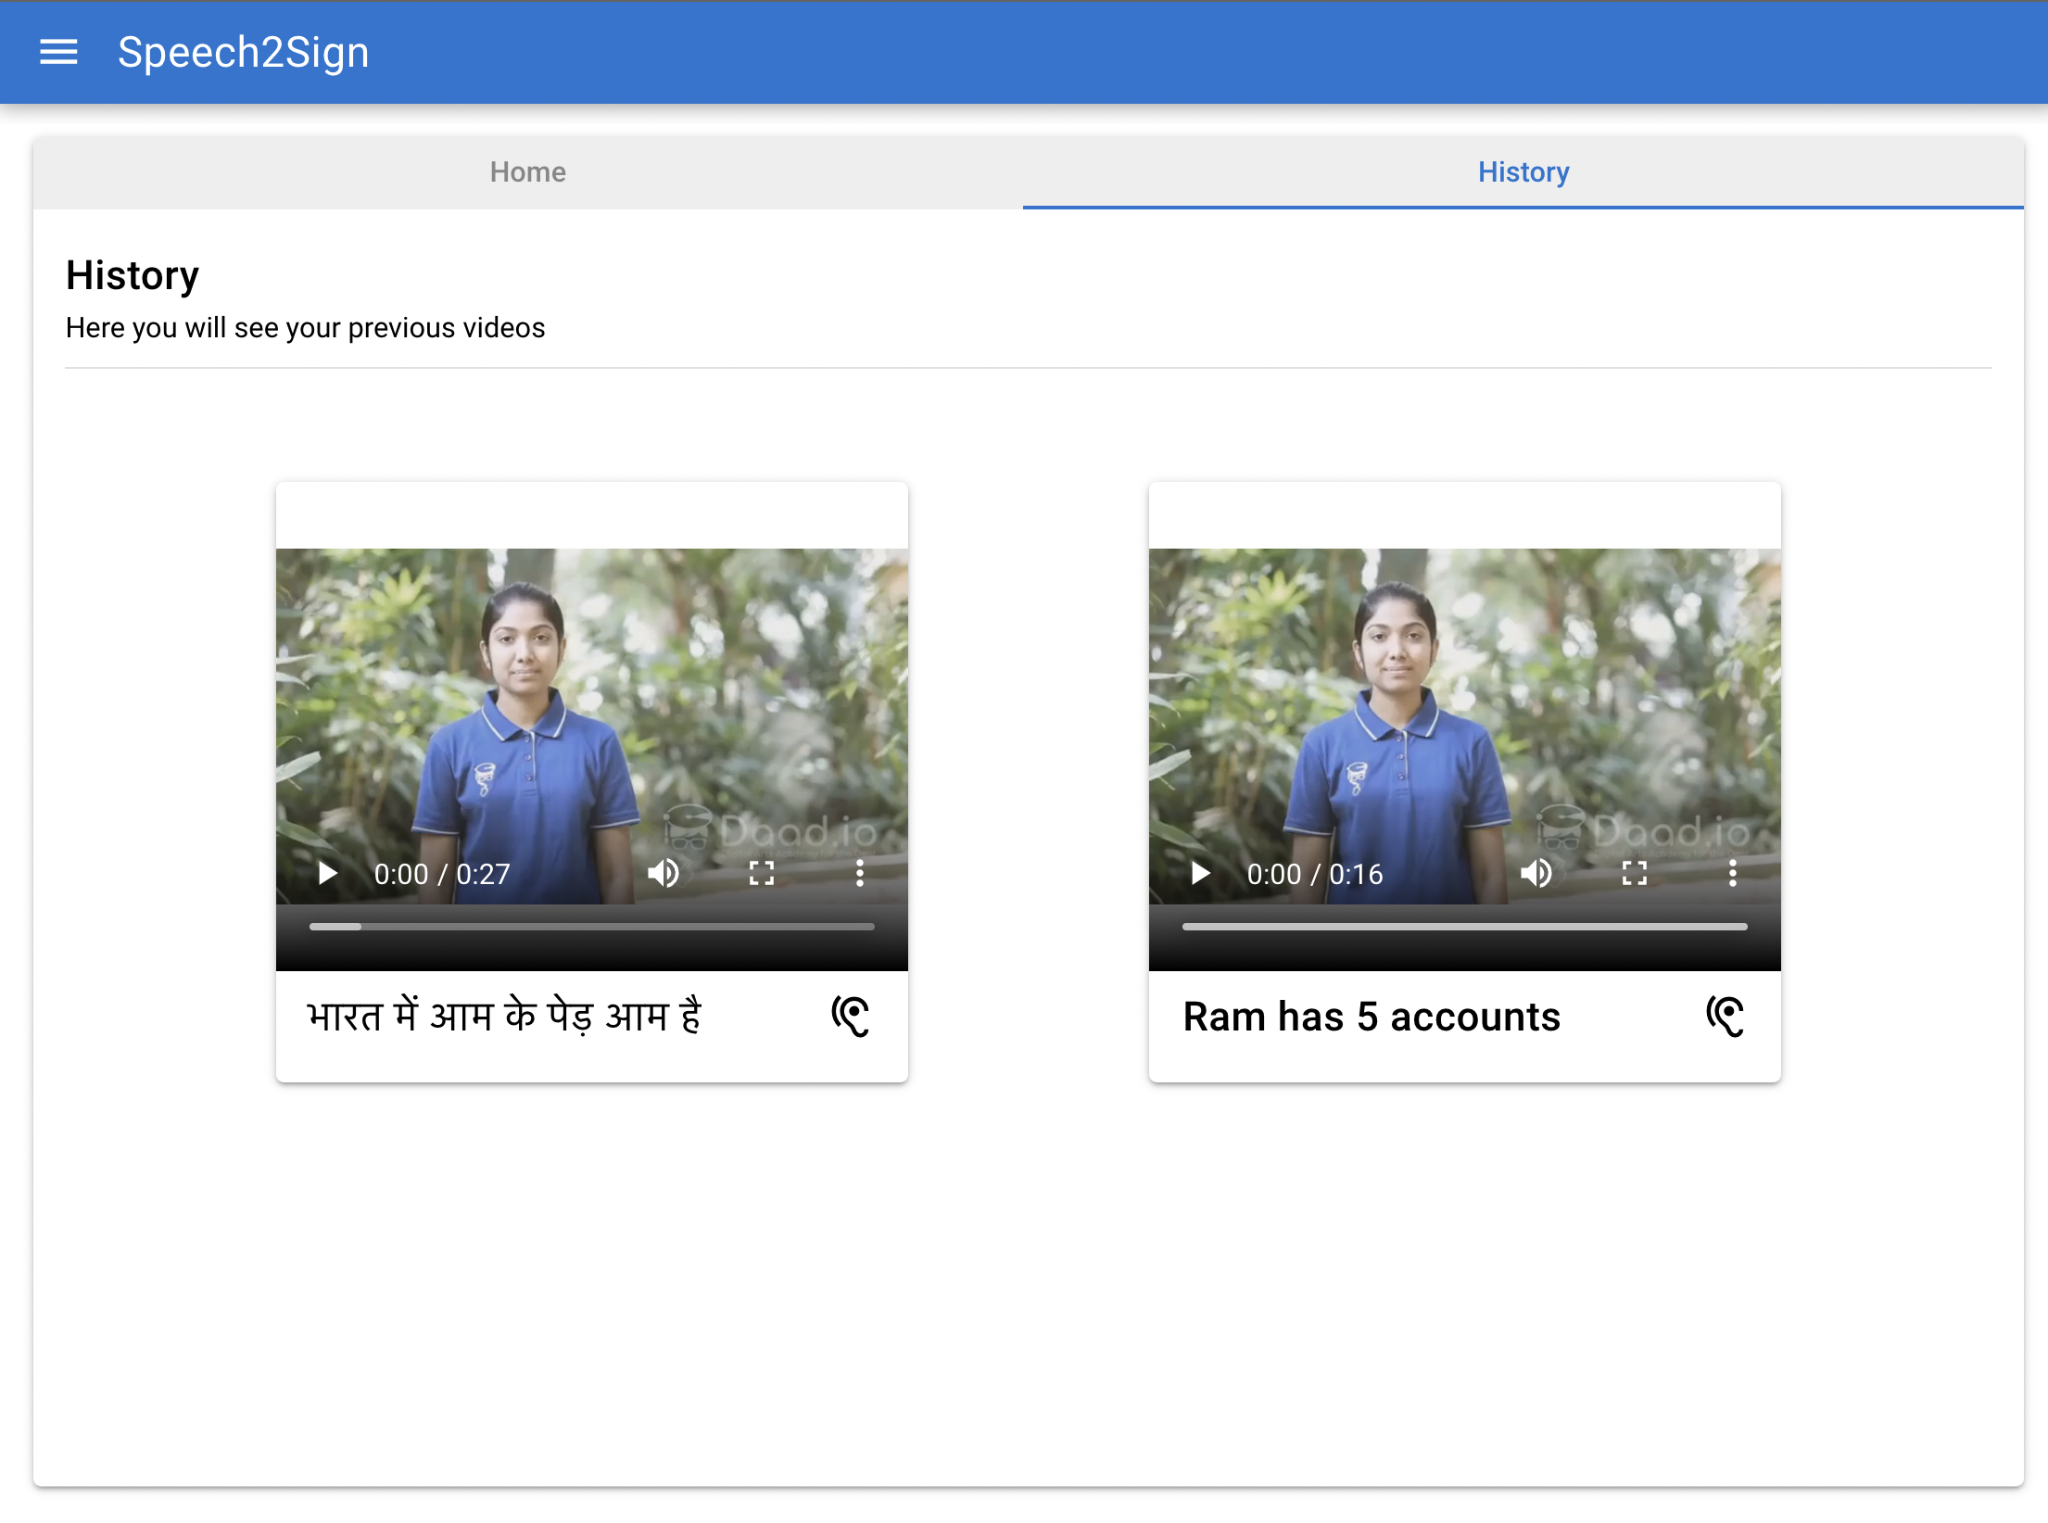 Speech2Sign
Home
History
History
Here you will see your previous videos
Daad.io
0:00 / 0:27
भारत में आम के पेड़ आम है
Daad.io
0:00 / 0:16
Ram has 5 accounts